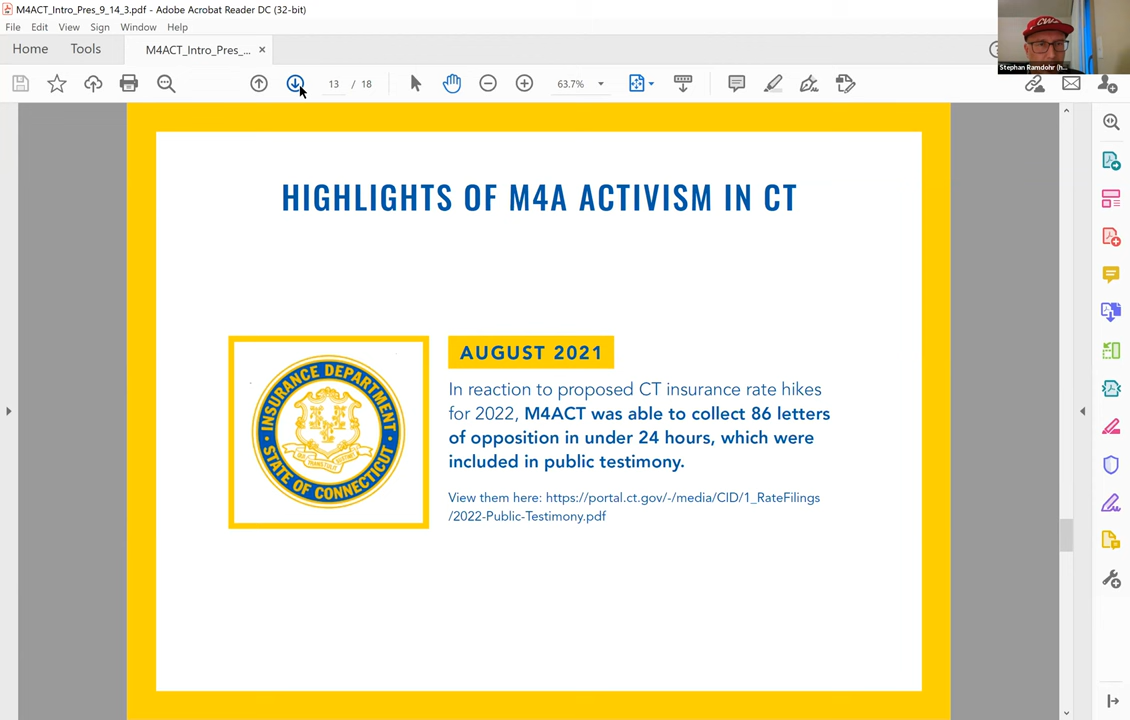 M4ACT_Intro_Pres_9_14_3.pdf - Adobe Acrobat Reader DC (32-bit)
File Edit View Sign Window Help
Home Tools M4ACT_Intro_Pres_... ×
13 / 18 63.7%
Stephan Ramdohr (h...
HIGHLIGHTS OF M4A ACTIVISM IN CT
INSURANCE DEPARTMENT
STATE OF CONNECTICUT
AUGUST 2021
In reaction to proposed CT insurance rate hikes
for 2022, M4ACT was able to collect 86 letters
of opposition in under 24 hours, which were
included in public testimony.
View them here: https://portal.ct.gov/-/media/CID/1_RateFilings
/2022-Public-Testimony.pdf